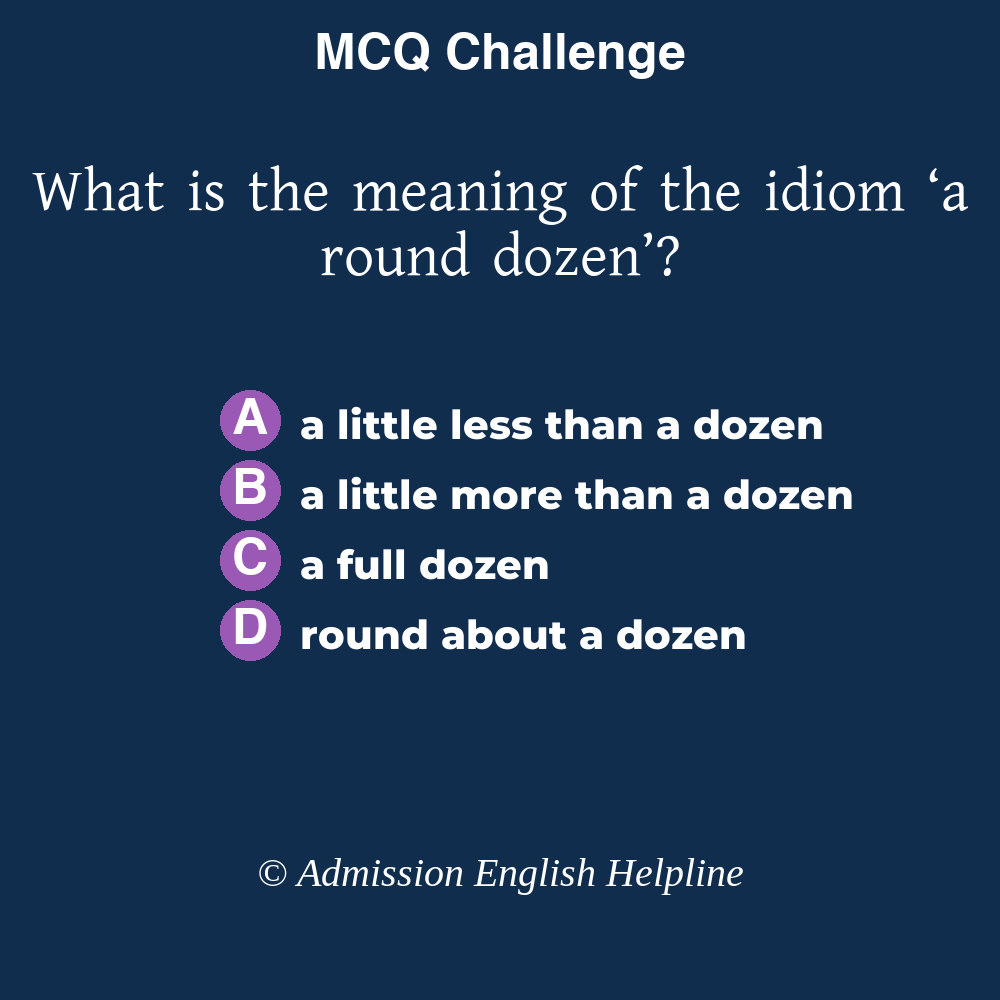 MCQ Challenge
What is the meaning of the idiom ‘a
round dozen’?
A a little less than a dozen
B a little more than a dozen
C a full dozen
D round about a dozen
© Admission English Helpline